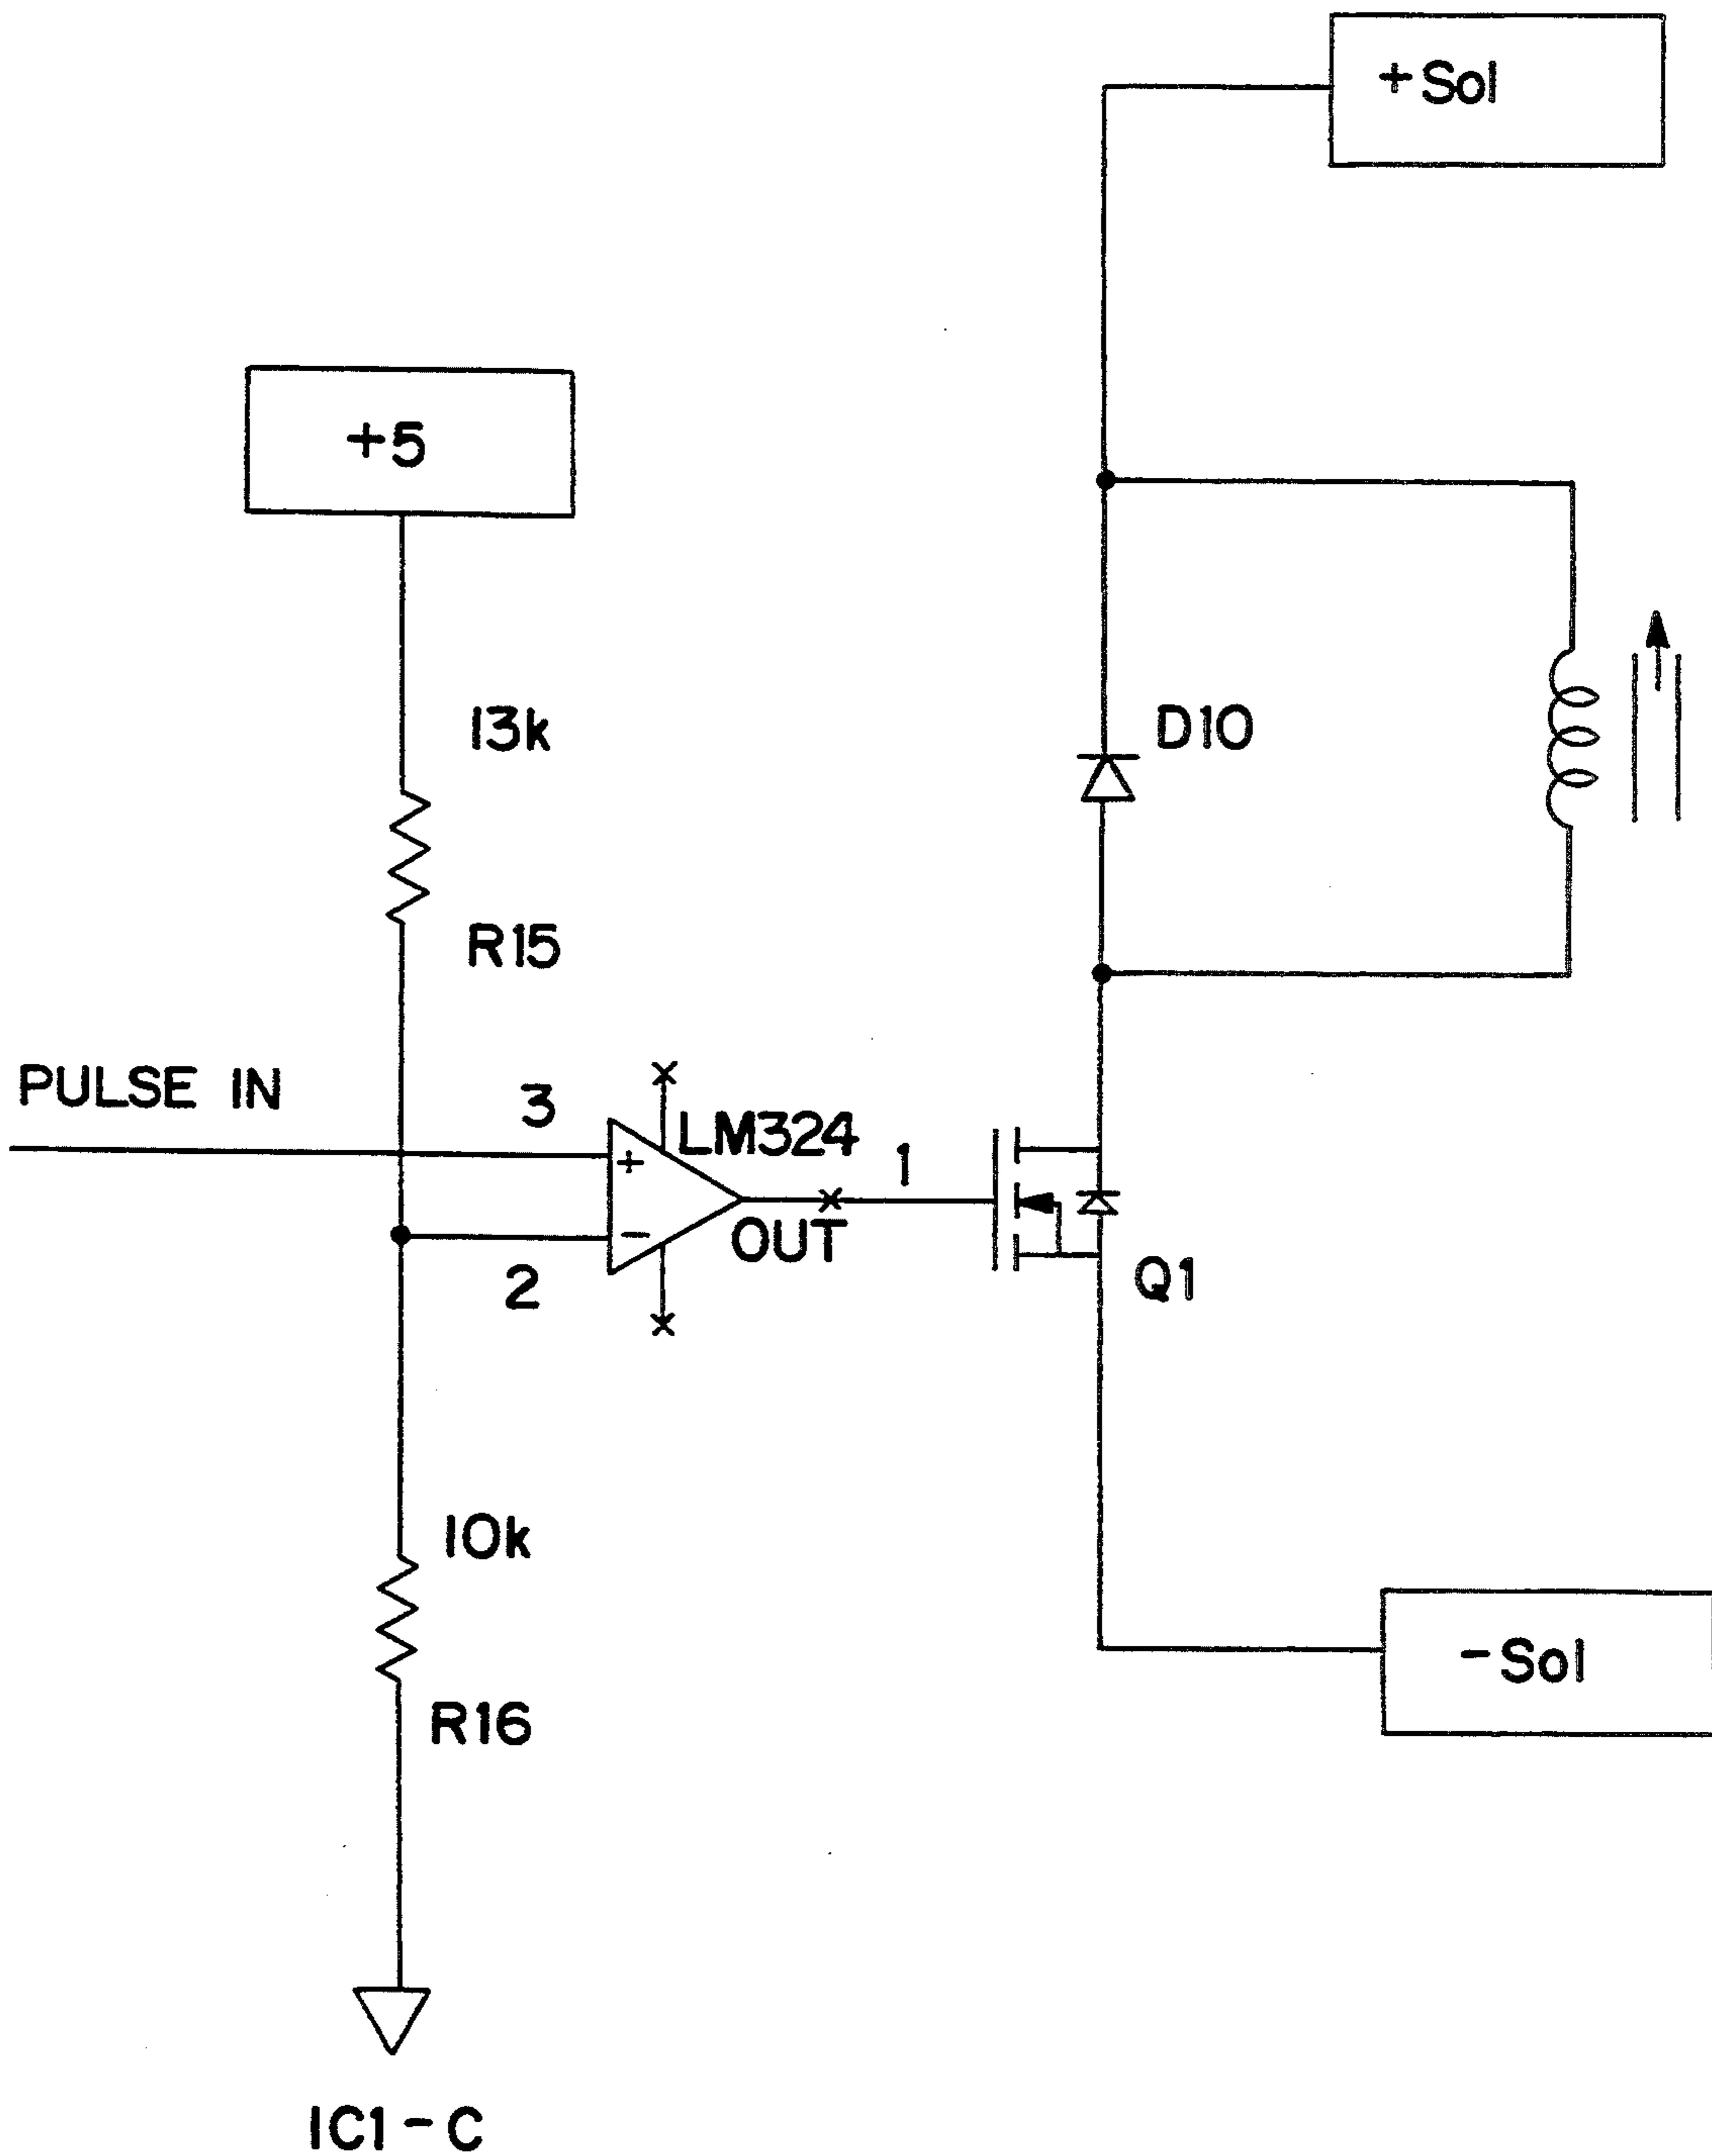 +Sol
+5
13k
D10
R15
PULSE IN
3
LM324
1
+
-
OUT
2
Q1
10k
-Sol
R16
IC1-C